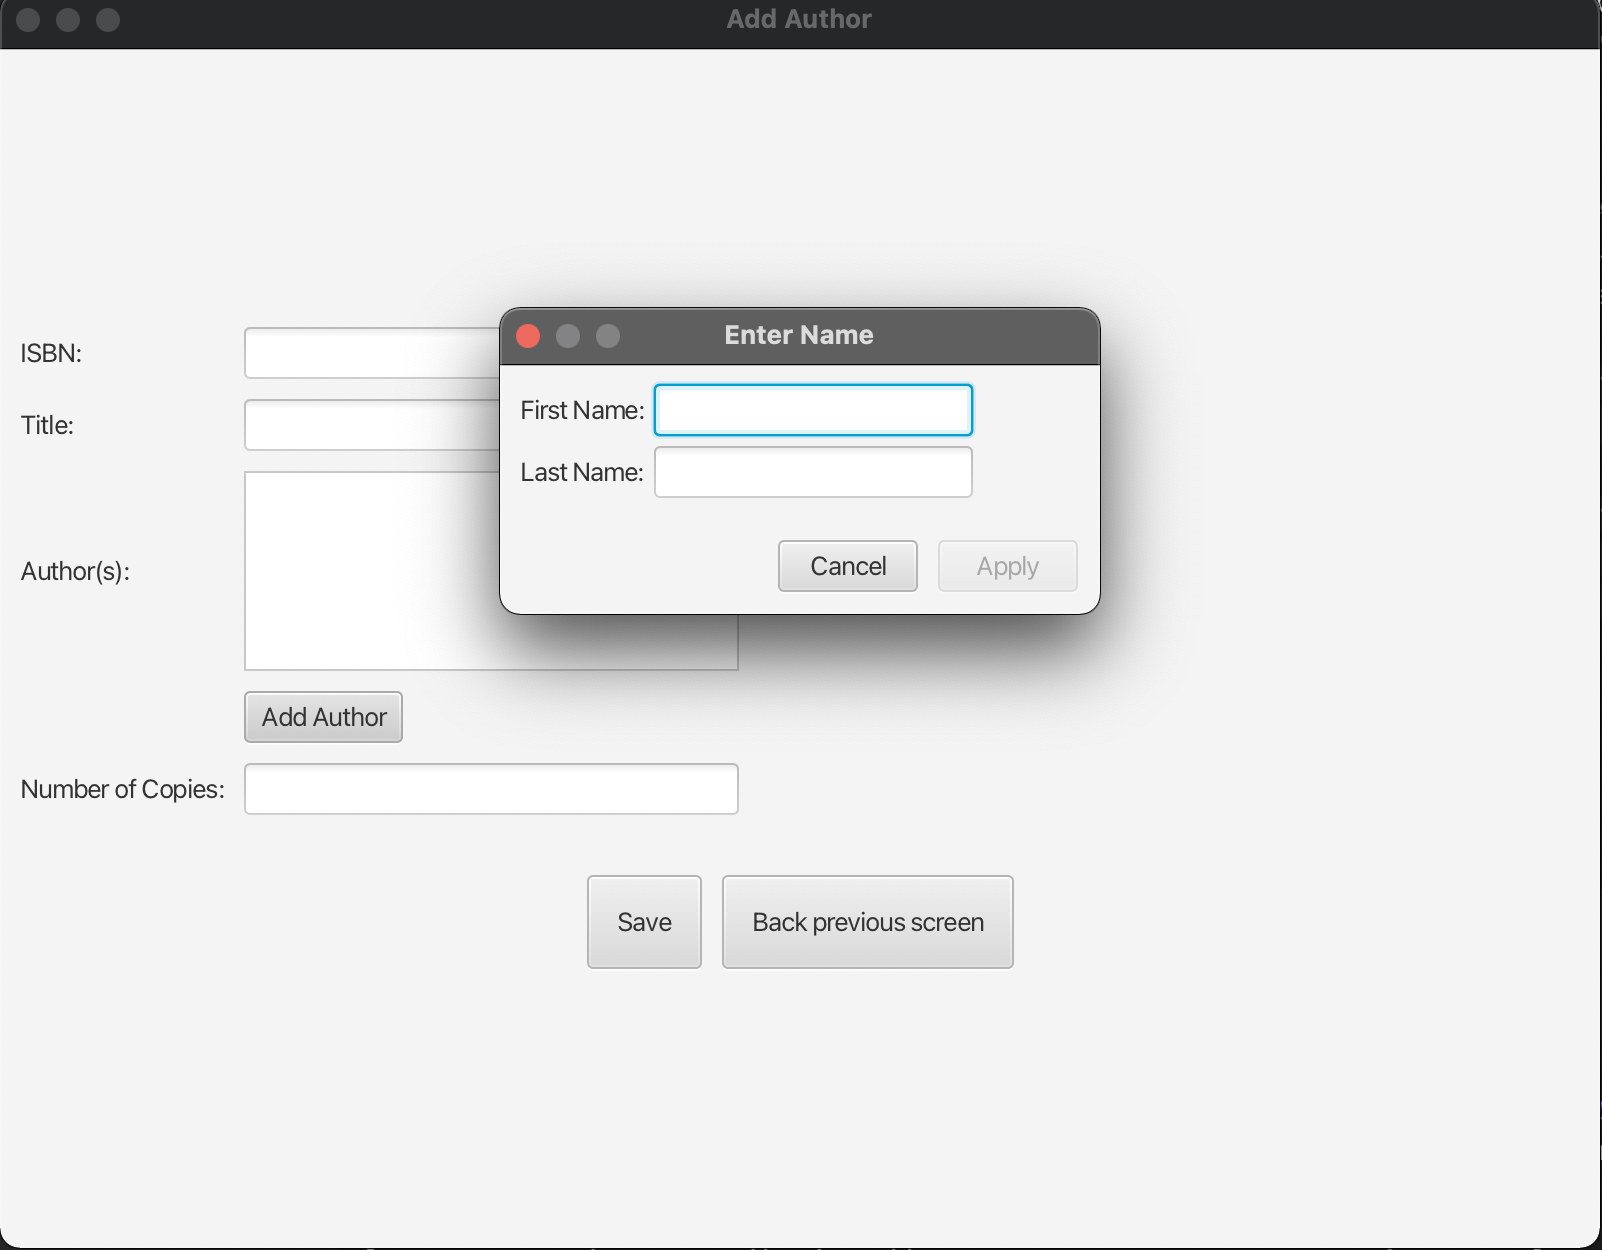 Add Author
Enter Name
ISBN:
First Name:
Title:
Last Name:
Author(s):
Cancel
Apply
Add Author
Number of Copies:
Save
Back previous screen